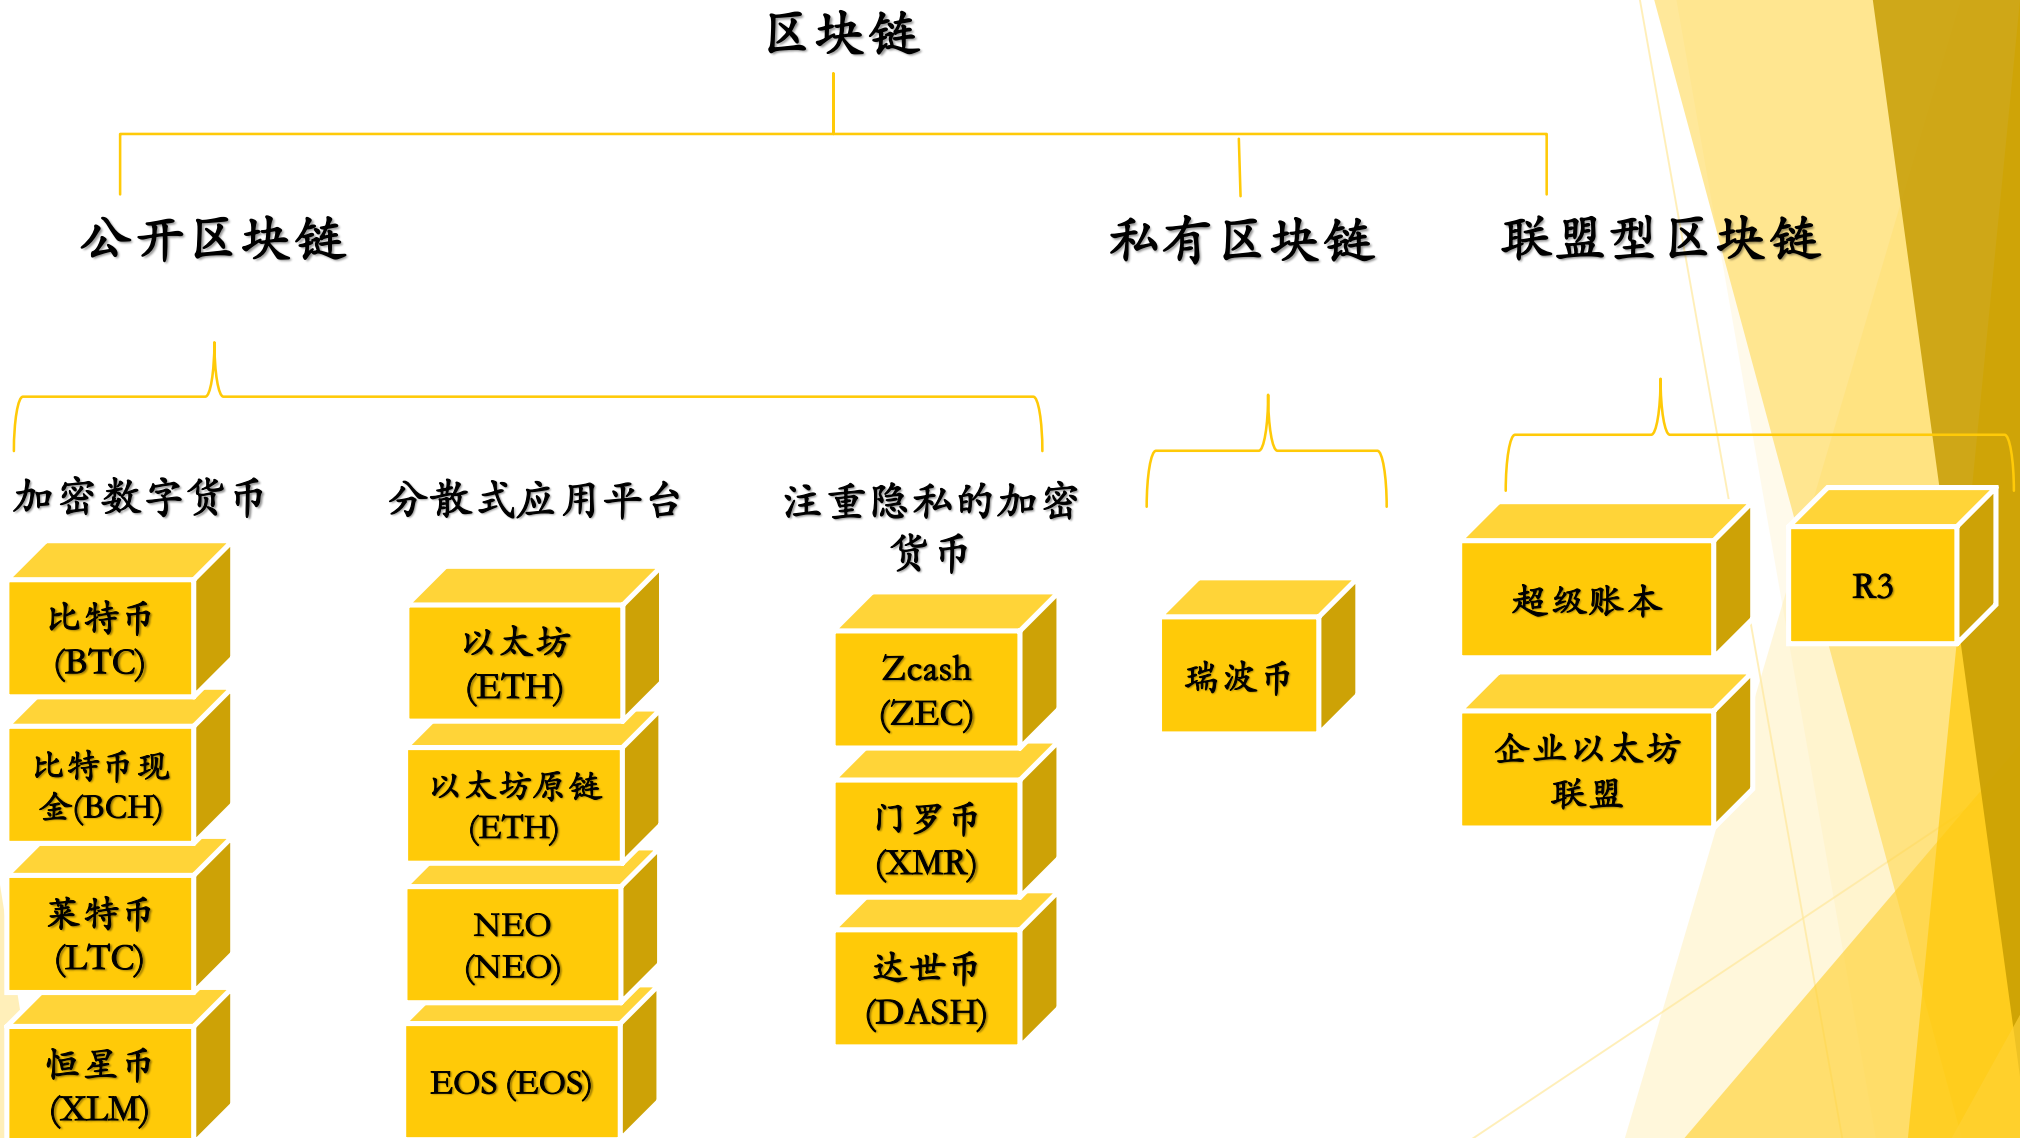 区块链
公开区块链
私有区块链
联盟型区块链
加密数字货币
比特币
(BTC)
比特币现
金(BCH)
莱特币
(LTC)
恒星币
(XLM)
分散式应用平台
以太坊
(ETH)
以太坊原链
(ETH)
NEO
(NEO)
EOS (EOS)
注重隐私的加密
货币
Zcash
(ZEC)
门罗币
(XMR)
达世币
(DASH)
瑞波币
超级账本
企业以太坊
联盟
R3